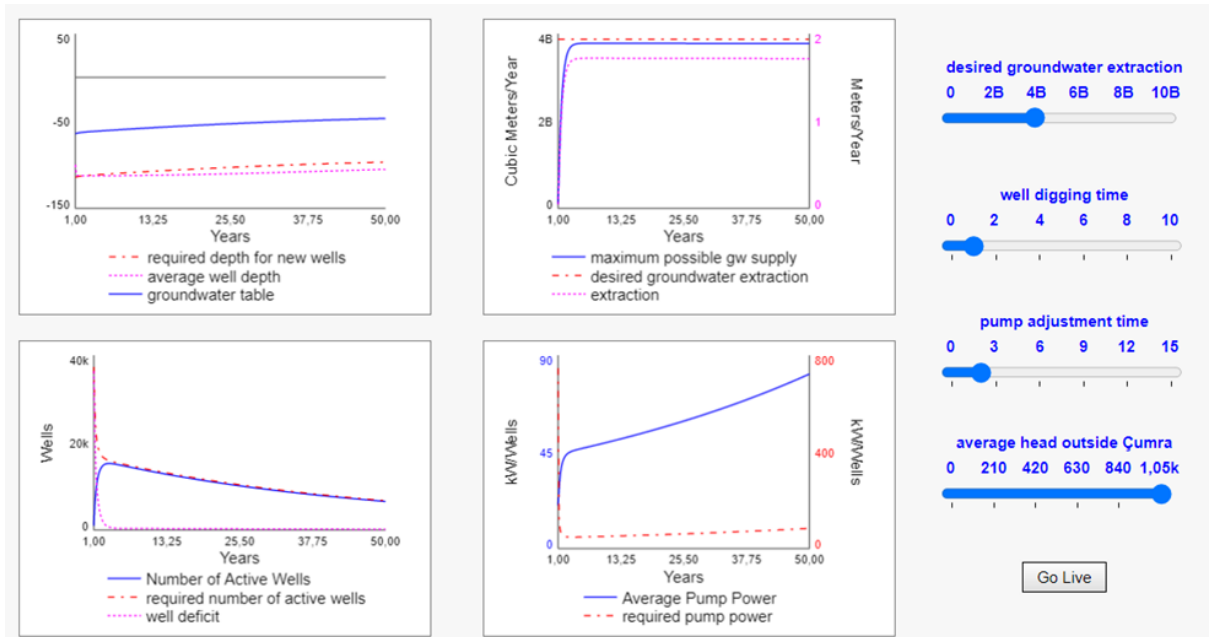 50
-50
-150
1,00 13,25 25,50 37,75 50,00
Years
required depth for new wells
average well depth
groundwater table
Cubic Meters/Year
4B
2B
0
Meters/Year
2
1
0
1,00 13,25 25,50 37,75 50,00
Years
maximum possible gw supply
desired groundwater extraction
extraction
desired groundwater extraction
0 2B 4B 6B 8B 10B
well digging time
0 2 4 6 8 10
pump adjustment time
0 3 6 9 12 15
average head outside Çumra
0 210 420 630 840 1,05k
Go Live
Wells
40k
20k
0
1,00 13,25 25,50 37,75 50,00
Years
Number of Active Wells
required number of active wells
well deficit
kW/Wells
90
45
0
kW/Wells
800
400
0
1,00 13,25 25,50 37,75 50,00
Years
Average Pump Power
required pump power